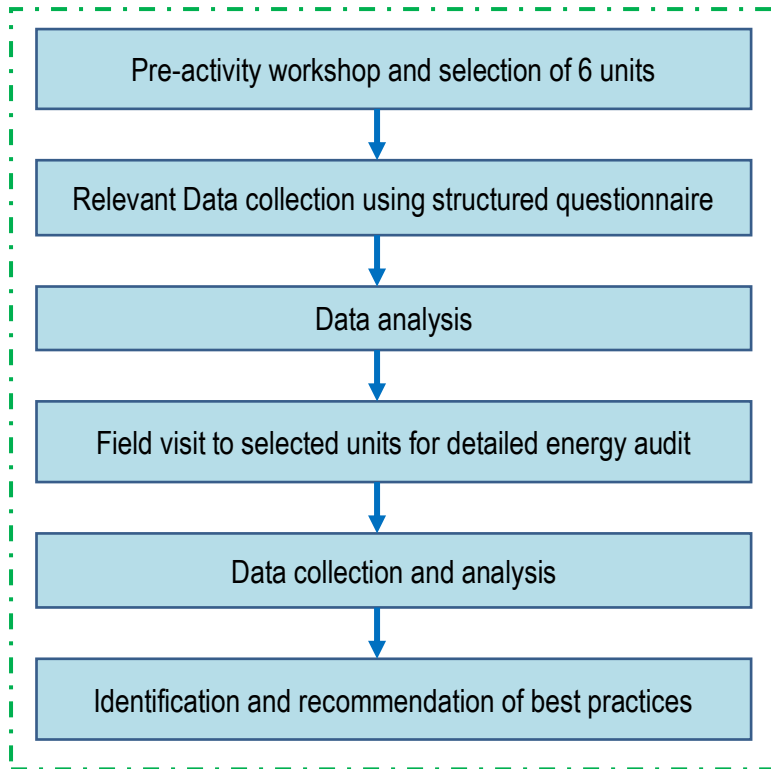 Pre-activity workshop and selection of 6 units
Relevant Data collection using structured questionnaire
Data analysis
Field visit to selected units for detailed energy audit
Data collection and analysis
Identification and recommendation of best practices